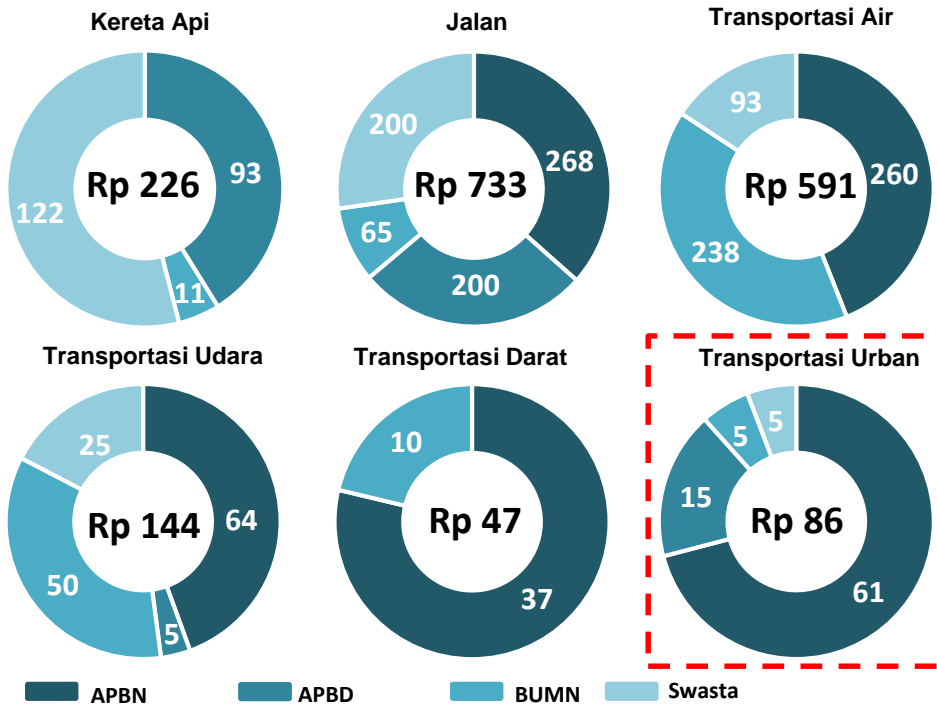 Kereta Api
93
11
122
Rp 226
Jalan
268
200
65
200
Rp 733
Transportasi Air
260
238
93
Rp 591
Transportasi Udara
64
5
50
25
Rp 144
Transportasi Darat
37
10
Rp 47
Transportasi Urban
61
15
5
5
Rp 86
APBN
APBD
BUMN
Swasta